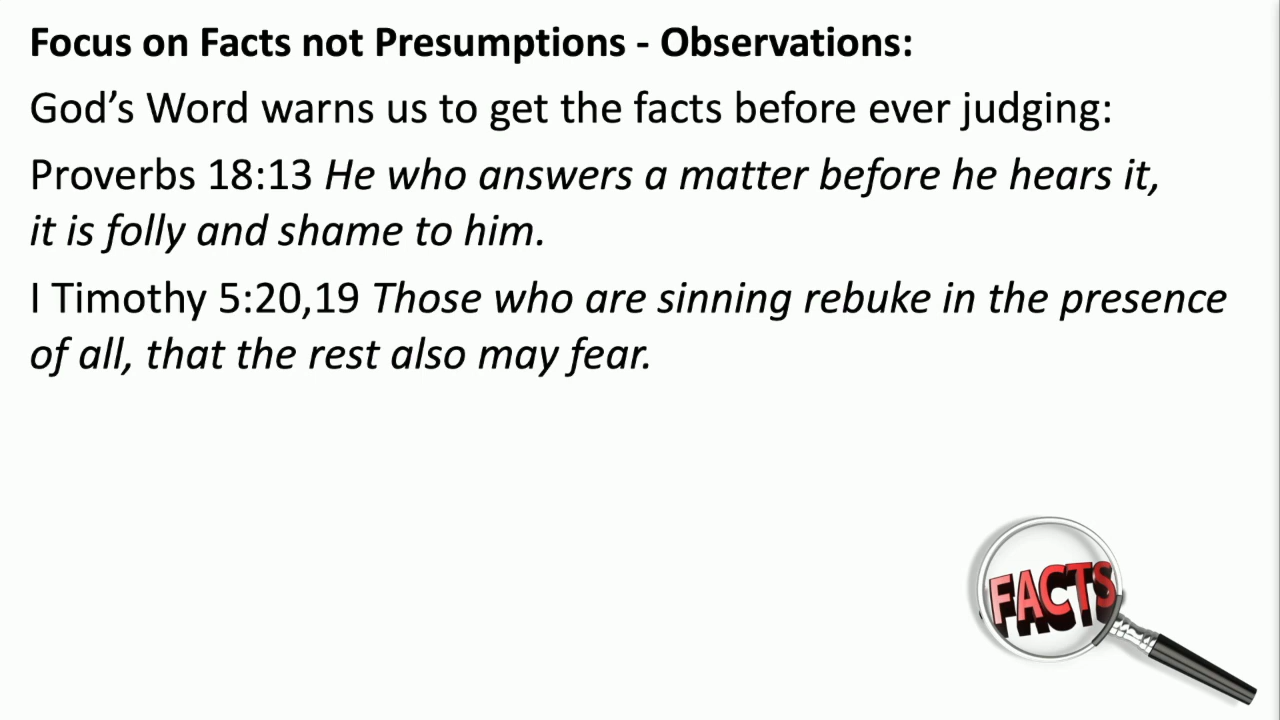 Focus on Facts not Presumptions - Observations:
God’s Word warns us to get the facts before ever judging:
Proverbs 18:13 He who answers a matter before he hears it,
it is folly and shame to him.
I Timothy 5:20,19 Those who are sinning rebuke in the presence
of all, that the rest also may fear.
FACTS